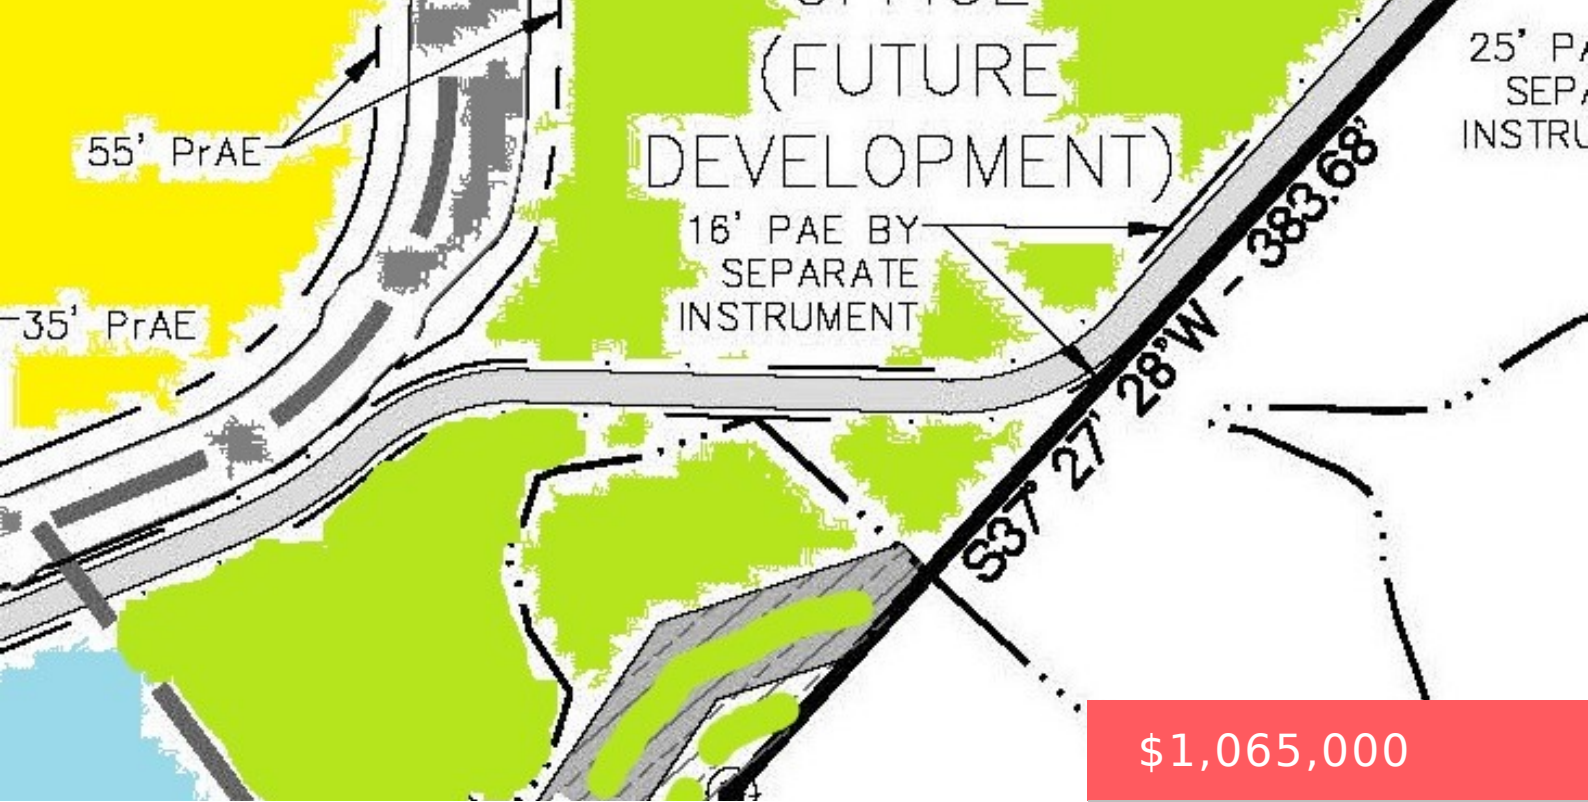 (FUTURE
DEVELOPMENT)
55' PrAE
16' PAE BY
SEPARATE
INSTRUMENT
35' PrAE
25'
S37° 27' 28"W - 383.68'
$1,065,000